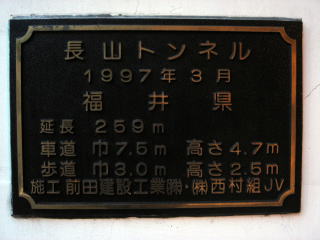 長山トンネル
1997年3月
福井県
延長 259m
車道 巾7.5m 高さ4.7m
歩道 巾3.0m 高さ2.5m
施工 前田建設工業㈱・㈱西村組JV